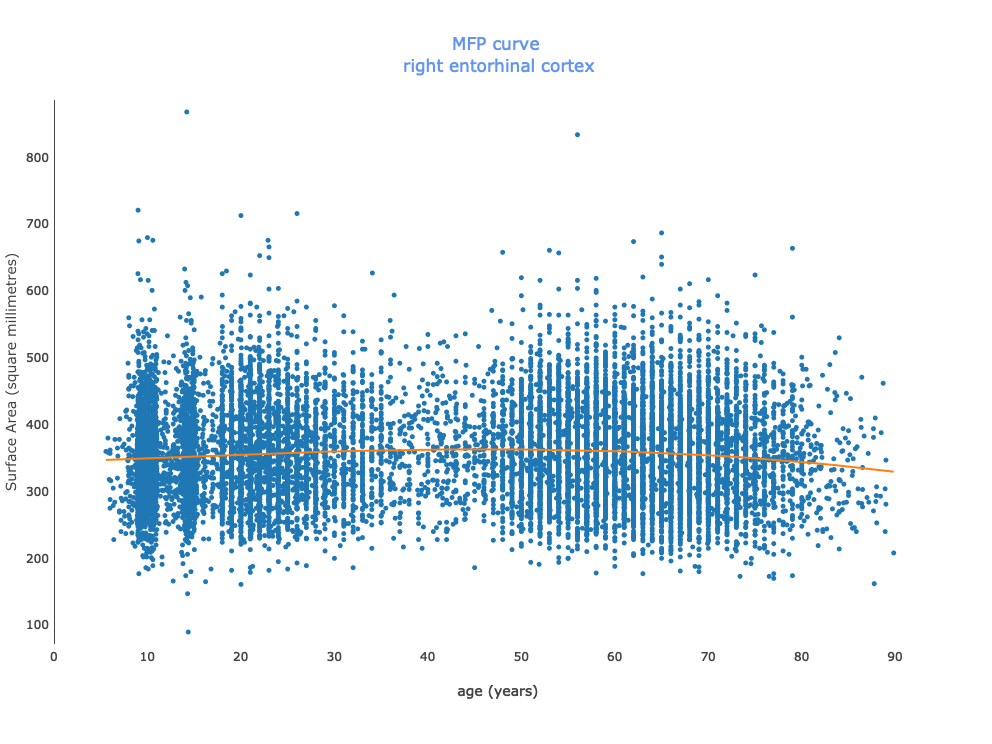 MFP curve
right entorhinal cortex
Surface Area (square millimetres)
800
700
600
500
400
300
200
100
0 10 20 30 40 50 60 70 80 90
age (years)